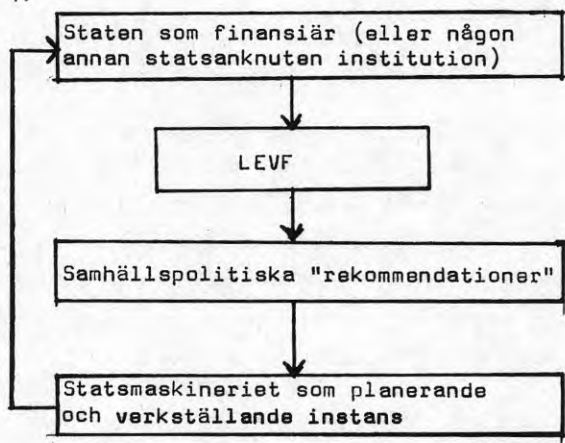 Staten som finansiär (eller någon
annan statsanknuten institution)
LEVF
Samhällspolitiska "rekommendationer"
Statsmaskineriet som planerande
och verkställande instans